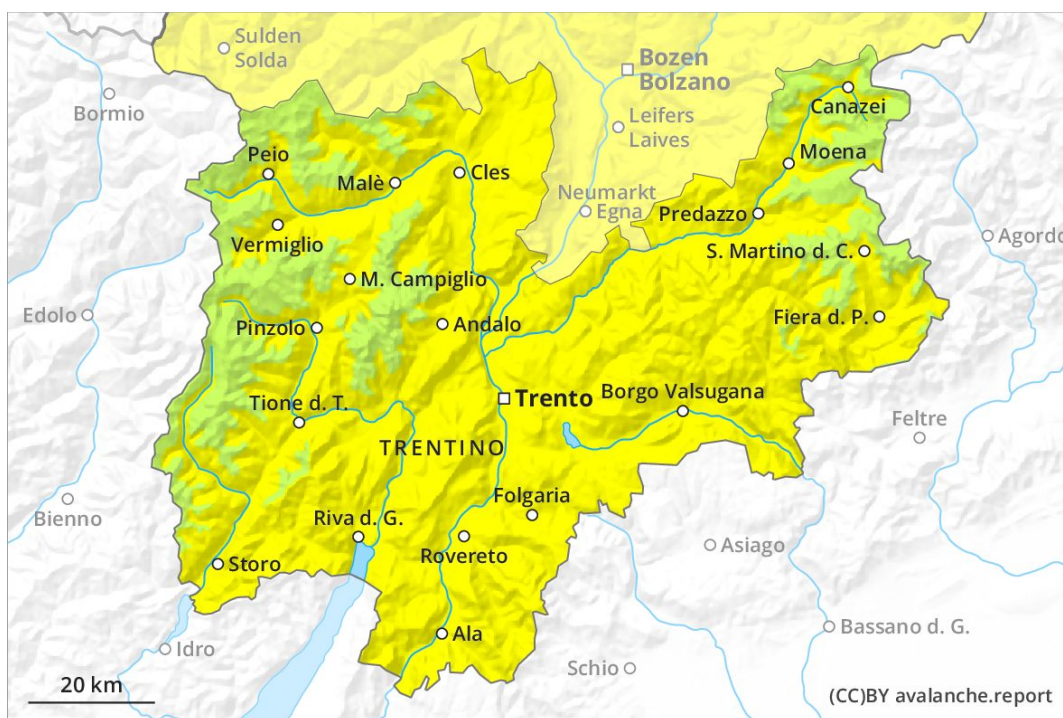 Sulden
Solda
Bozen
Bolzano
Bormio
Canazei
Leifers
Laives
Peio
Moena
Malè
Cles
Neumarkt
Egna
Predazzo
Vermiglio
Agordo
S. Martino d. C.
M. Campiglio
Edolo
Pinzolo
Andalo
Fiera d. P.
Trento
Borgo Valsugana
Tione d. T.
Feltre
TRENTINO
Bienno
Folgaria
Riva d. G.
Rovereto
Asiago
Storo
Bassano d. G.
Ala
Idro
Schio
20 km
(CC)BY avalanche.report